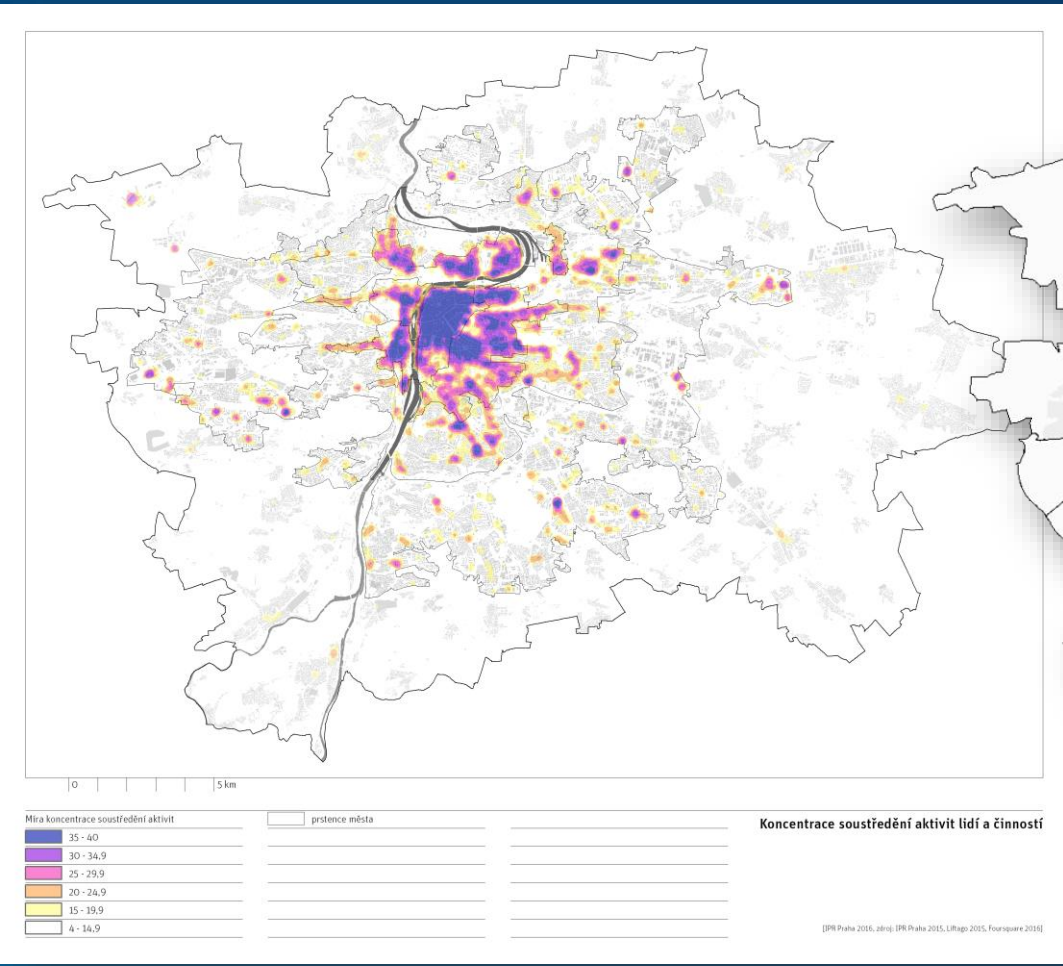 0 5 km
Míra koncentrace soustředění aktivit
35 - 40
30 - 34,9
25 - 29,9
20 - 24,9
15 - 19,9
4 - 14,9
prstence města
Koncentrace soustředění aktivit lidí a činností
[IPR Praha 2016, zdroj: IPR Praha 2015, Liftago 2015, Foursquare 2016]